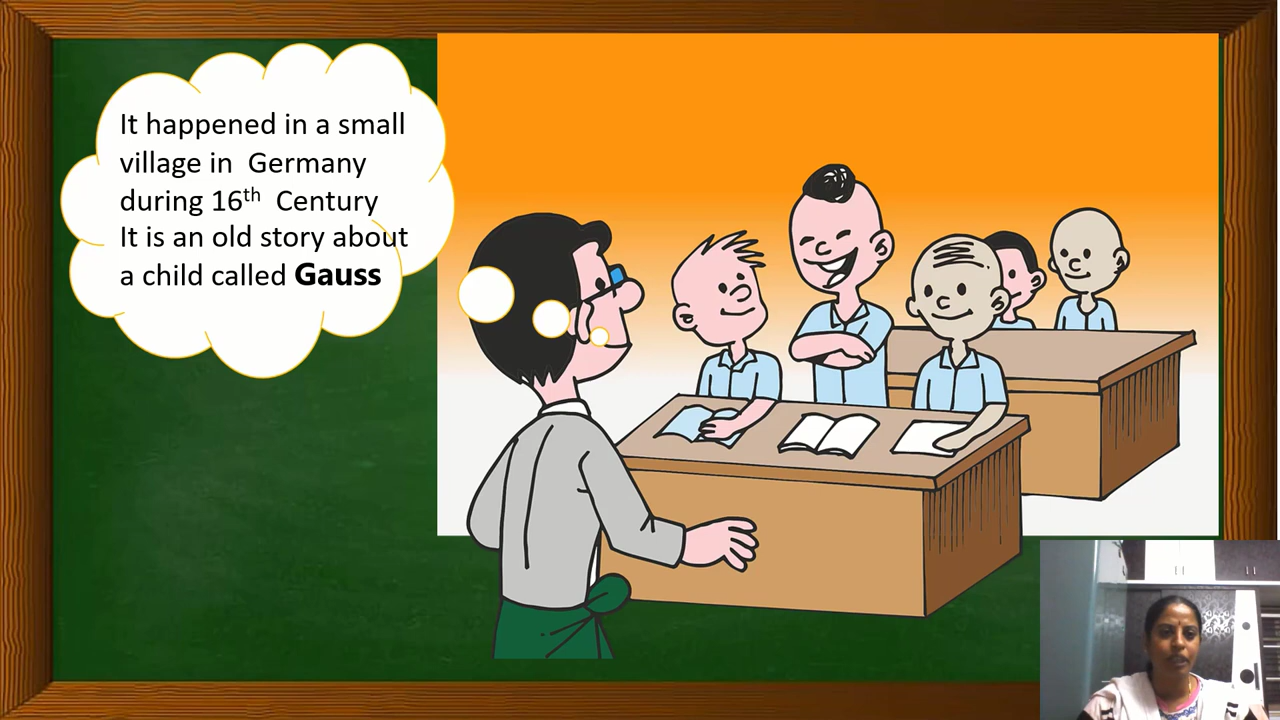 It happened in a small
village in Germany
during 16th Century
It is an old story about
a child called Gauss